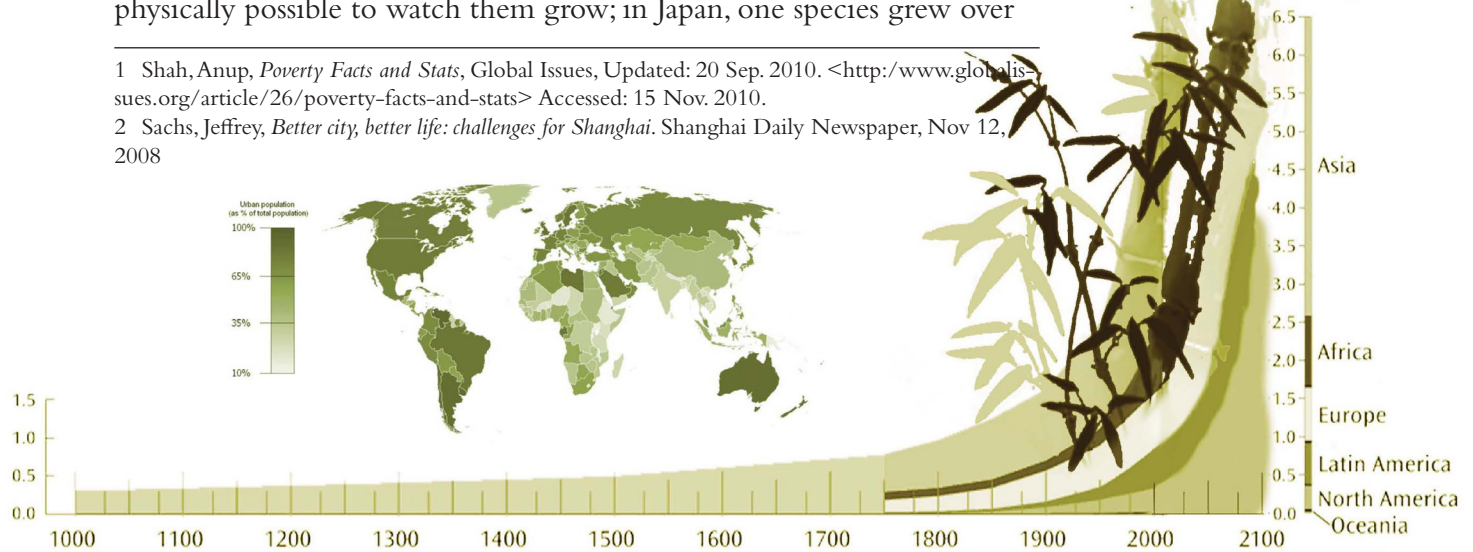 physically possible to watch them grow; in Japan, one species grew over
1 Shah, Anup, Poverty Facts and Stats, Global Issues, Updated: 20 Sep. 2010. <http:/www.globalis-
sues.org/article/26/poverty-facts-and-stats> Accessed: 15 Nov. 2010.
2 Sachs, Jeffrey, Better city, better life: challenges for Shanghai. Shanghai Daily Newspaper, Nov 12,
2008
Urban population
(as % of total population)
100%
65%
35%
10%
1.5
1.0
0.5
0.0
6.5
6.0
5.5
5.0
4.5
4.0
3.5
3.0
2.5
2.0
1.5
1.0
0.5
0.0
Asia
Africa
Europe
Latin America
North America
Oceania
1000 1100 1200 1300 1400 1500 1600 1700 1800 1900 2000 2100